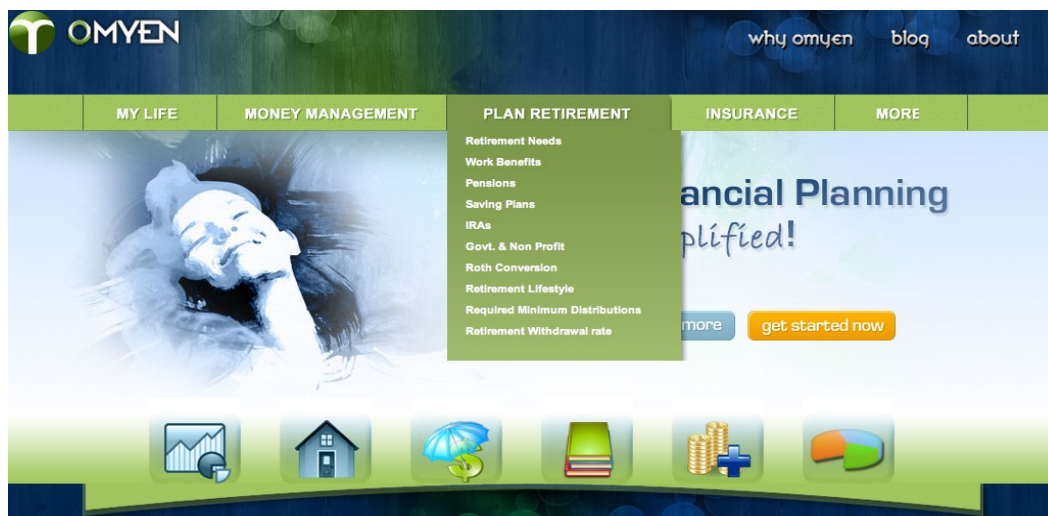 OMYEN
why omyen blog about
MY LIFE MONEY MANAGEMENT PLAN RETIREMENT INSURANCE MORE
Retirement Needs
Work Benefits
Pensions
Saving Plans
IRAs
Govt. & Non Profit
Roth Conversion
Retirement Lifestyle
Required Minimum Distributions
Retirement Withdrawal rate
ancial Planning
plified!
more get started now